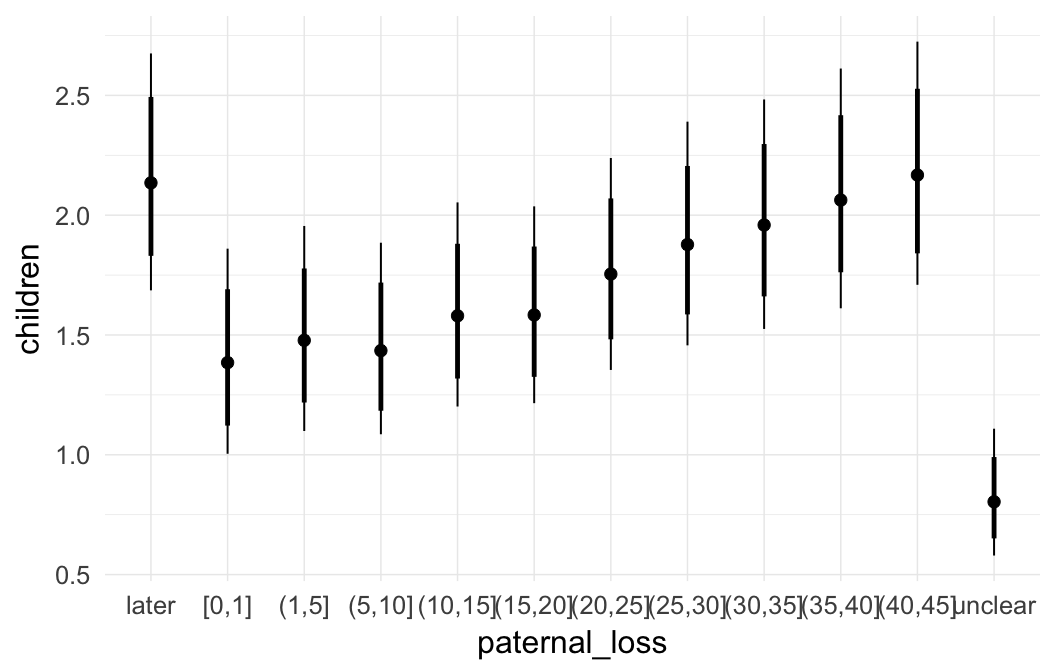 children
2.5
2.0
1.5
1.0
0.5
later [0,1] (1,5] (5,10] (10,15] (15,20] (20,25] (25,30] (30,35] (35,40] (40,45] unclear
paternal_loss